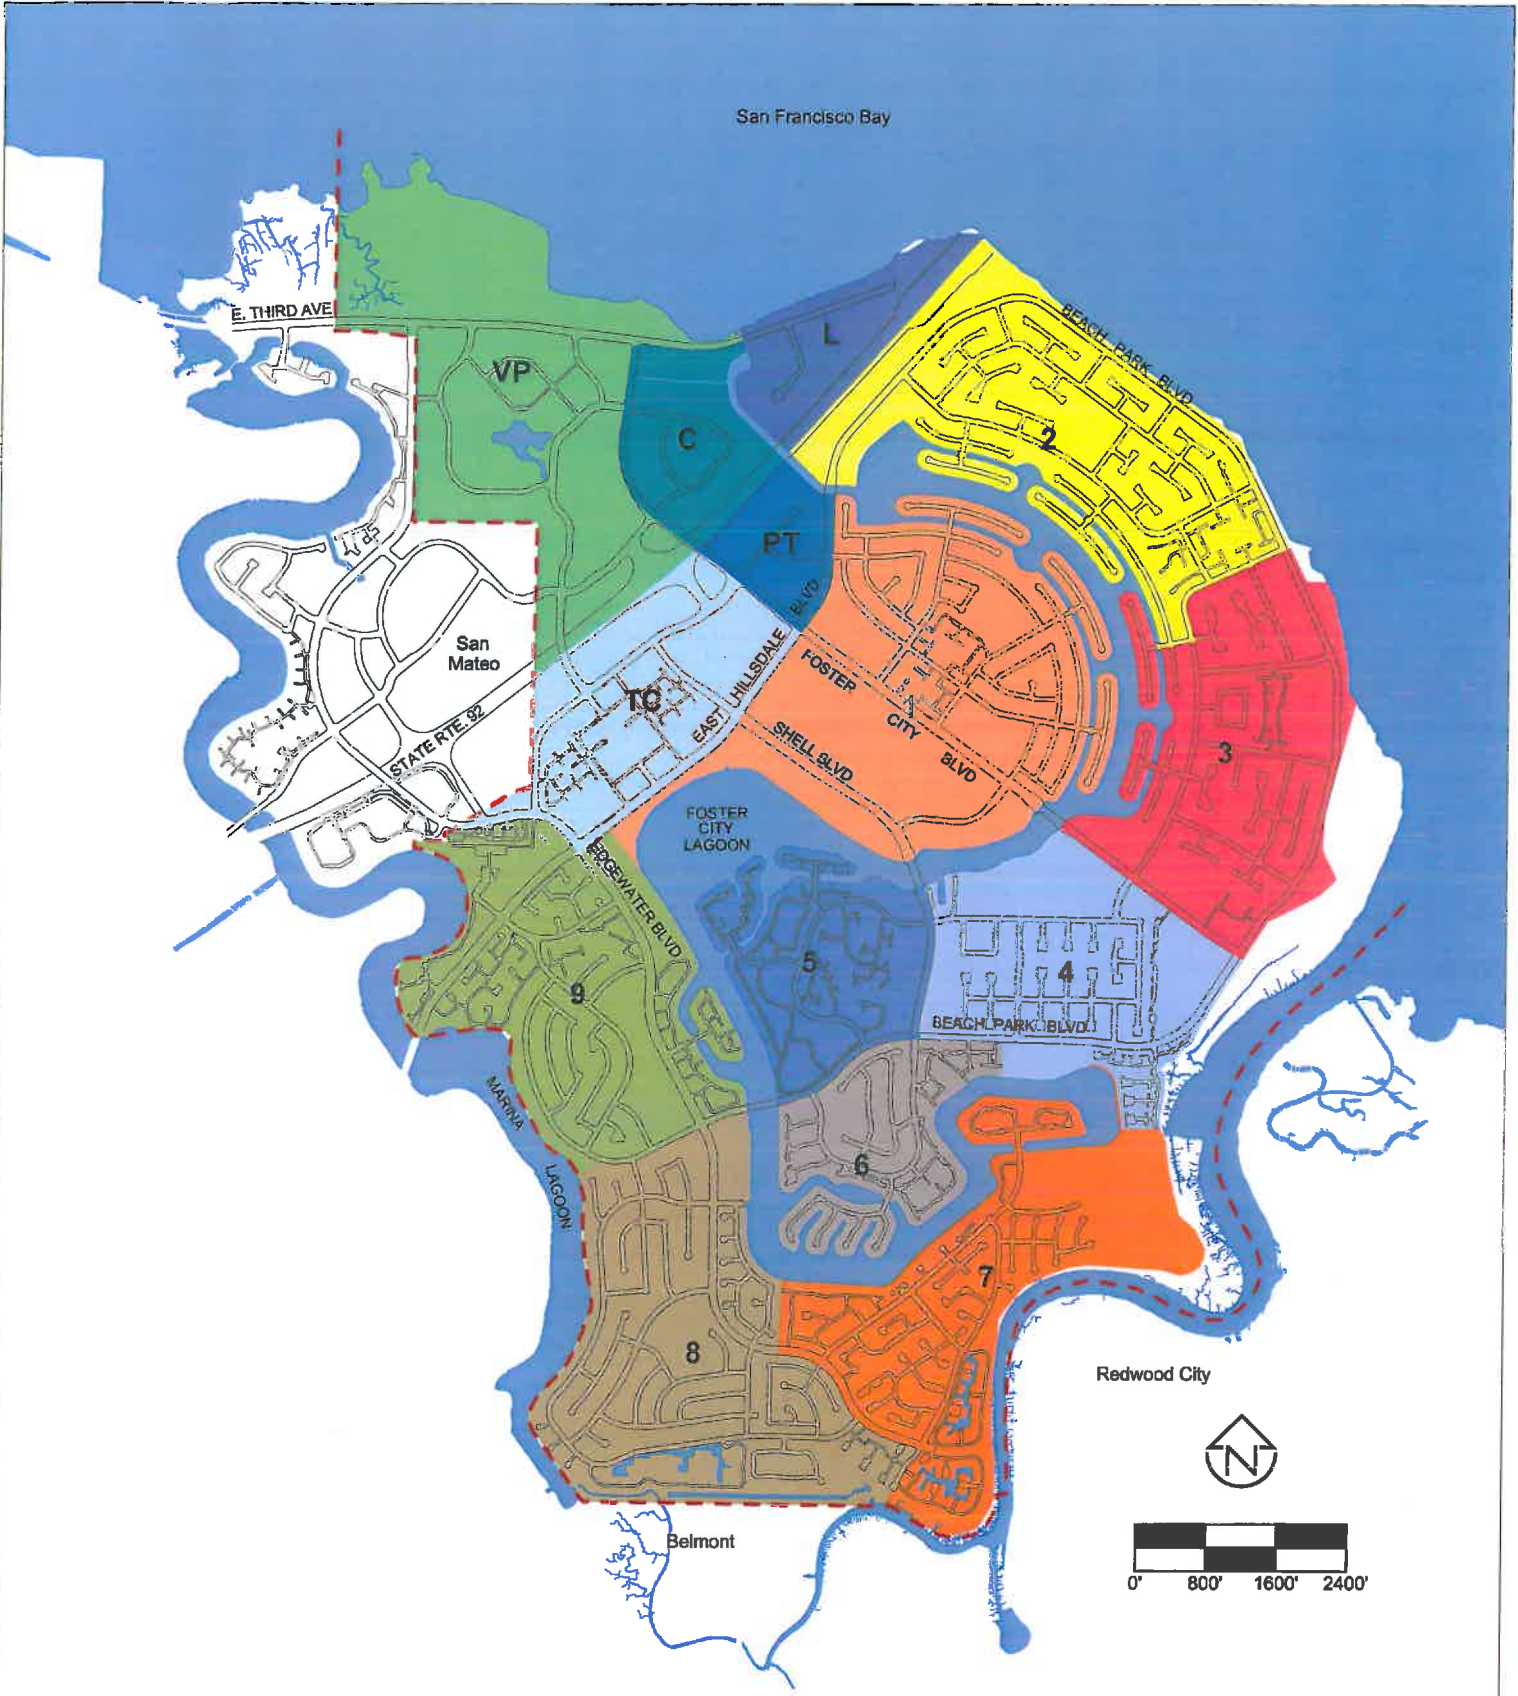 San Francisco Bay
E. THIRD AVE
BEACH PARK BLVD
L
VP
C
2
PT
BLVD
San
Mateo
HILLSDALE
EAST
FOSTER
CITY
BLVD
TC
STATE RTE. 92
SHELL BLVD
3
FOSTER
CITY
LAGOON
EDGEWATER BLVD
5
4
9
BEACH PARK BLVD
MARINA
LAGOON
6
7
8
Redwood City
N
Belmont
0' 800' 1600' 2400'